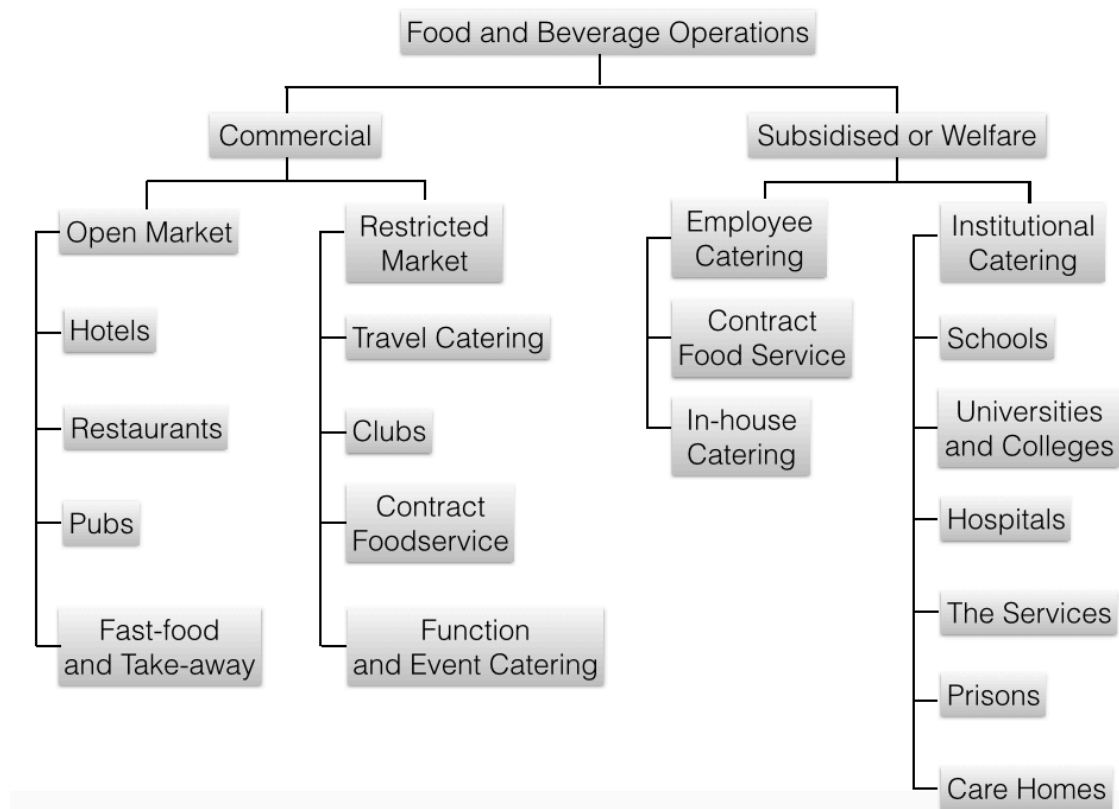 Food and Beverage Operations
Commercial
Subsidised or Welfare
Open Market
Hotels
Restaurants
Pubs
Fast-food
and Take-away
Restricted
Market
Travel Catering
Clubs
Contract
Foodservice
Function
and Event Catering
Employee
Catering
Contract
Food Service
In-house
Catering
Institutional
Catering
Schools
Universities
and Colleges
Hospitals
The Services
Prisons
Care Homes